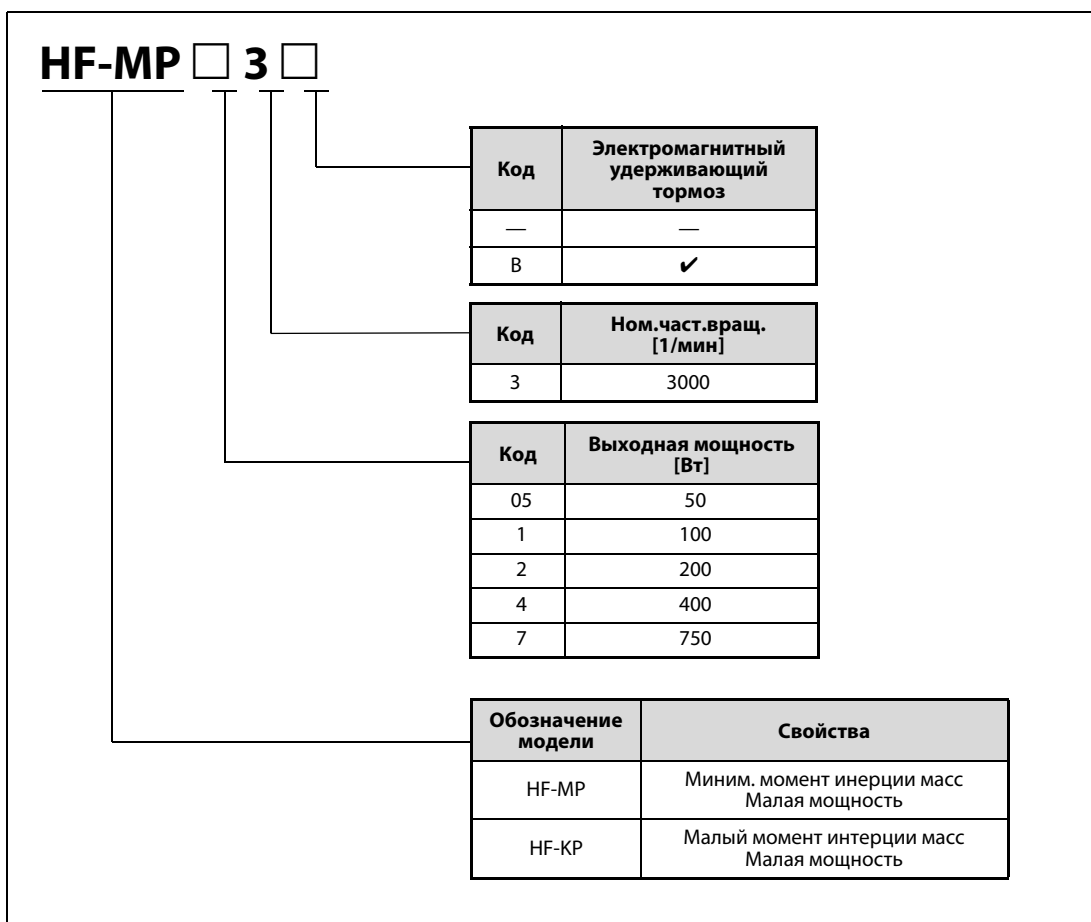 HF-MP □ 3 □
Код Электромагнитный удерживающий тормоз
— —
B ✔
Код Ном.част.вращ. [1/мин]
3 3000
Код Выходная мощность [Вт]
05 50
1 100
2 200
4 400
7 750
Обозначение модели Свойства
HF-MP Миним. момент инерции масс Малая мощность
HF-KP Малый момент интерции масс Малая мощность